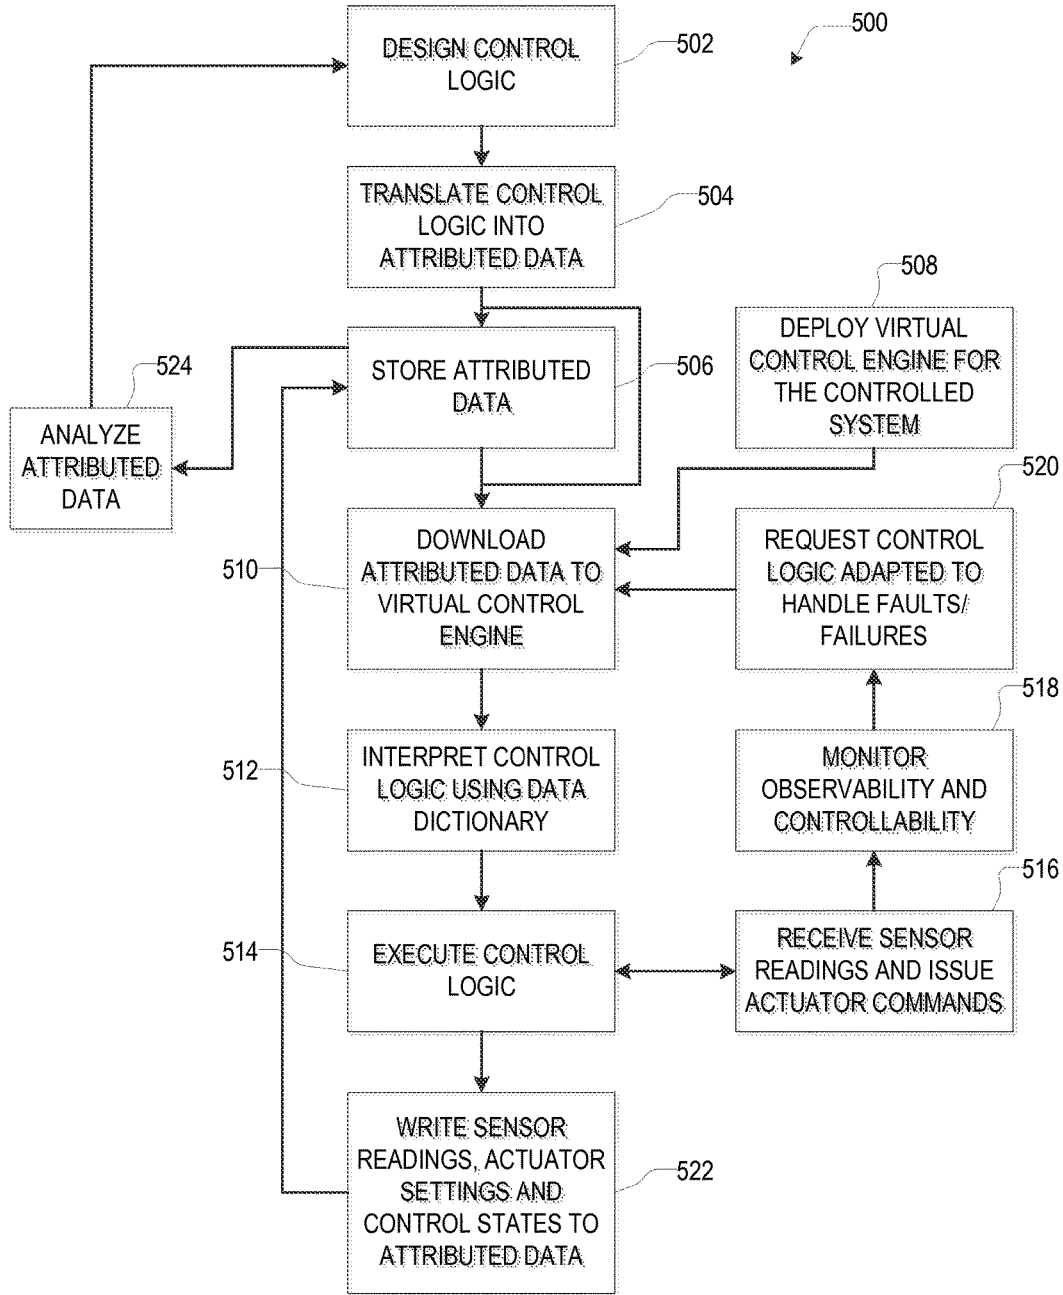 500
DESIGN CONTROL
LOGIC
502
TRANSLATE CONTROL
LOGIC INTO
ATTRIBUTED DATA
504
STORE ATTRIBUTED
DATA
506
508
DEPLOY VIRTUAL
CONTROL ENGINE FOR
THE CONTROLLED
SYSTEM
524
ANALYZE
ATTRIBUTED
DATA
510
DOWNLOAD
ATTRIBUTED DATA TO
VIRTUAL CONTROL
ENGINE
520
REQUEST CONTROL
LOGIC ADAPTED TO
HANDLE FAULTS/
FAILURES
512
INTERPRET CONTROL
LOGIC USING DATA
DICTIONARY
518
MONITOR
OBSERVABILITY AND
CONTROLLABILITY
514
EXECUTE CONTROL
LOGIC
516
RECEIVE SENSOR
READINGS AND ISSUE
ACTUATOR COMMANDS
WRITE SENSOR
READINGS, ACTUATOR
SETTINGS AND
CONTROL STATES TO
ATTRIBUTED DATA
522